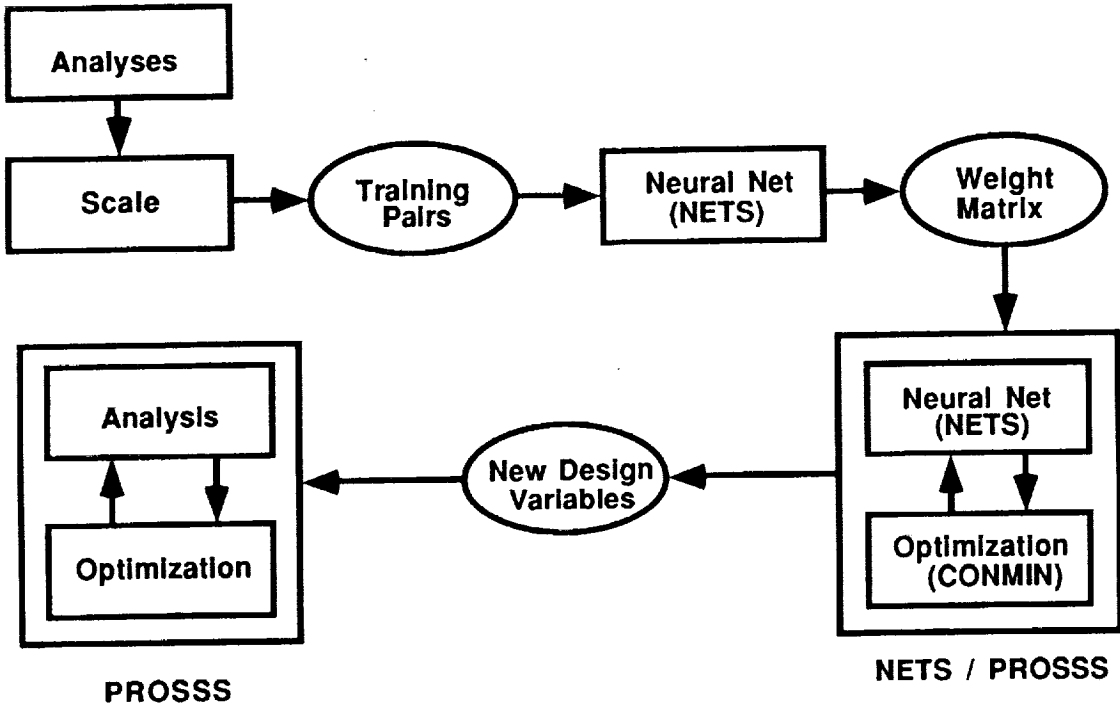 Analyses
Scale
Training
Pairs
Neural Net
(NETS)
Weight
Matrix
Analysis
Optimization
PROSSS
New Design
Variables
Neural Net
(NETS)
Optimization
(CONMIN)
NETS / PROSSS